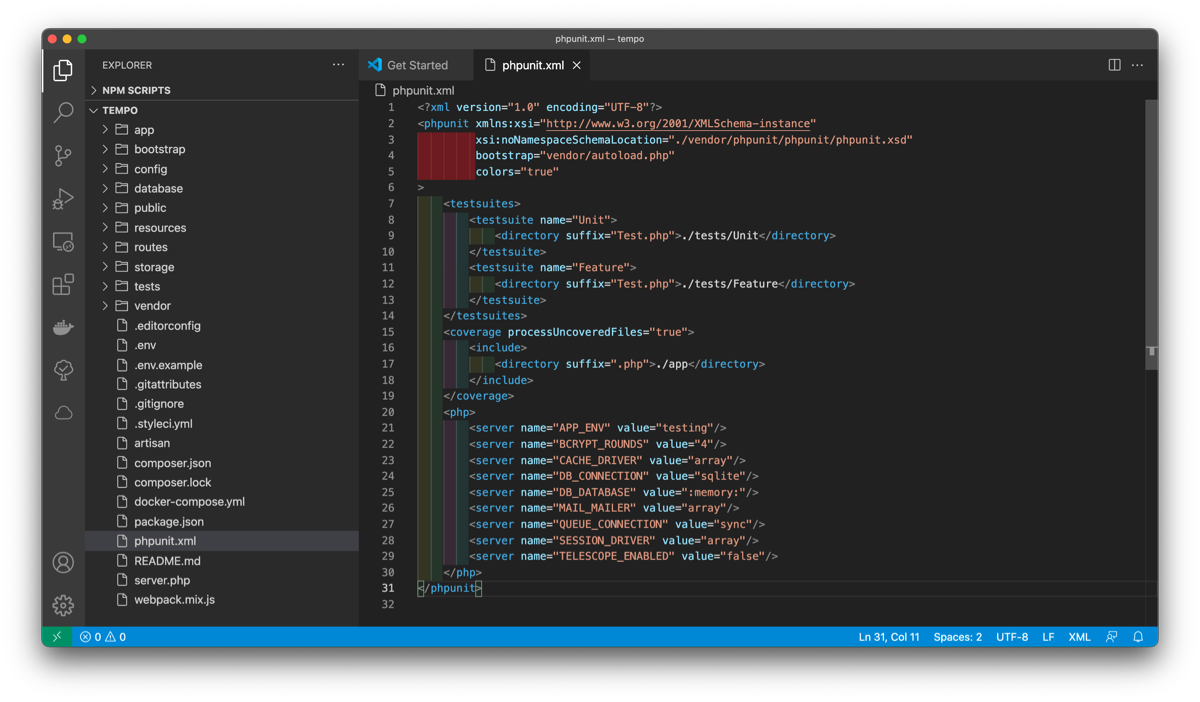 phpunit.xml — tempo
EXPLORER
NPM SCRIPTS
TEMPO
app
bootstrap
config
database
public
resources
routes
storage
tests
vendor
.editorconfig
.env
.env.example
.gitattributes
.gitignore
.styleci.yml
artisan
composer.json
composer.lock
docker-compose.yml
package.json
phpunit.xml
README.md
server.php
webpack.mix.js
Get Started
phpunit.xml
phpunit.xml
1 <?xml version="1.0" encoding="UTF-8"?>
2 <phpunit xmlns:xsi="http://www.w3.org/2001/XMLSchema-instance"
3 xsi:noNamespaceSchemaLocation="./vendor/phpunit/phpunit/phpunit.xsd"
4 bootstrap="vendor/autoload.php"
5 colors="true"
6 >
7 <testsuites>
8 <testsuite name="Unit">
9 <directory suffix="Test.php">./tests/Unit</directory>
10 </testsuite>
11 <testsuite name="Feature">
12 <directory suffix="Test.php">./tests/Feature</directory>
13 </testsuite>
14 </testsuites>
15 <coverage processUncoveredFiles="true">
16 <include>
17 <directory suffix=".php">./app</directory>
18 </include>
19 </coverage>
20 <php>
21 <server name="APP_ENV" value="testing"/>
22 <server name="BCRYPT_ROUNDS" value="4"/>
23 <server name="CACHE_DRIVER" value="array"/>
24 <server name="DB_CONNECTION" value="sqlite"/>
25 <server name="DB_DATABASE" value=":memory:"/>
26 <server name="MAIL_MAILER" value="array"/>
27 <server name="QUEUE_CONNECTION" value="sync"/>
28 <server name="SESSION_DRIVER" value="array"/>
29 <server name="TELESCOPE_ENABLED" value="false"/>
30 </php>
31 </phpunit>
32
0 0
Ln 31, Col 11 Spaces: 2 UTF-8 LF XML